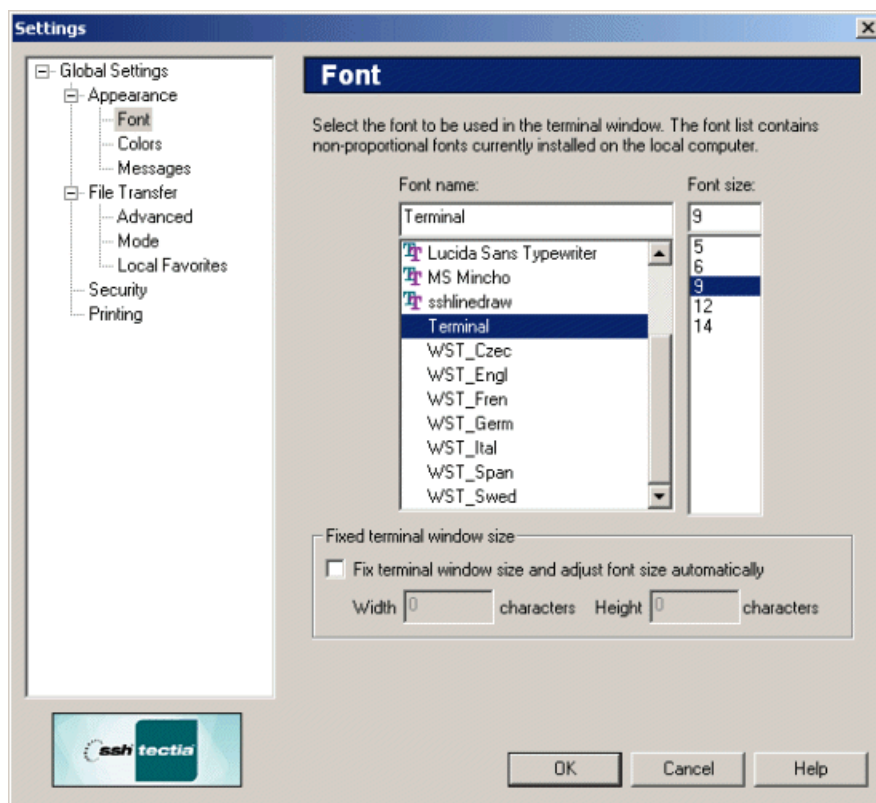 Settings
Global Settings
Appearance
Font
Colors
Messages
File Transfer
Advanced
Mode
Local Favorites
Security
Printing
Font
Select the font to be used in the terminal window. The font list contains
non-proportional fonts currently installed on the local computer.
Font name:
Terminal
Lucida Sans Typewriter
MS Mincho
sshlinedraw
Terminal
WST_Czec
WST_Engl
WST_Fren
WST_Germ
WST_Ital
WST_Span
WST_Swed
Font size:
9
5
6
9
12
14
Fixed terminal window size
Fix terminal window size and adjust font size automatically
Width 0 characters Height 0 characters
ssh tectia
OK Cancel Help